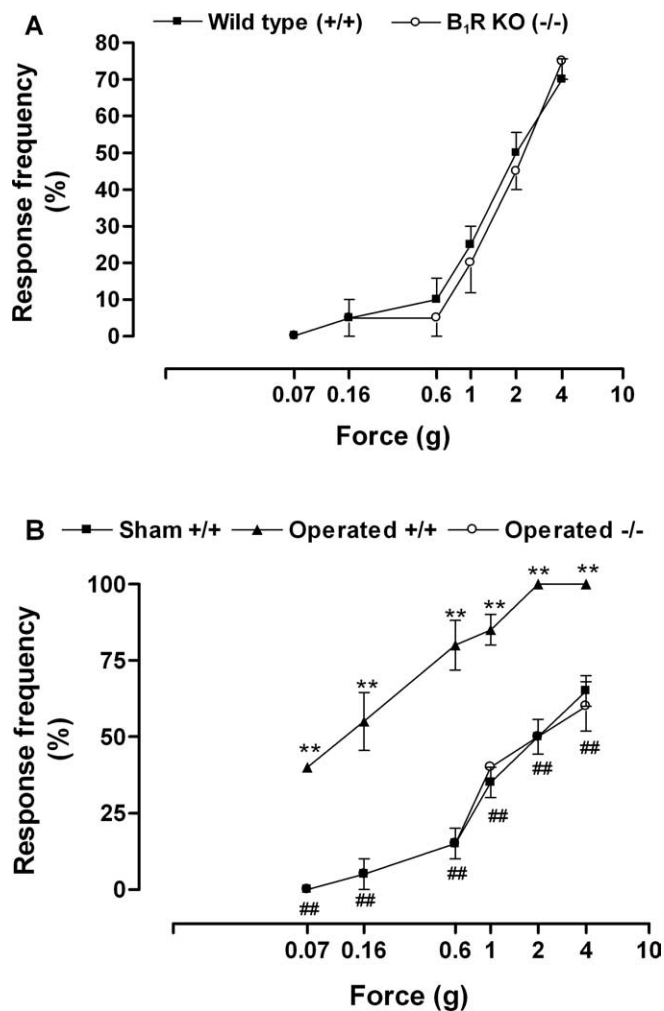 A
Wild type (+/+) B₁R KO (-/-)
Response frequency
(%)
80
70
60
50
40
30
20
10
0
0.07 0.16 0.6 1 2 4 10
Force (g)
B Sham +/+ Operated +/+ Operated -/-
Response frequency
(%)
100
75
50
25
0
** ** ** ** ** **
## ## ## ## ## ##
0.07 0.16 0.6 1 2 4 10
Force (g)